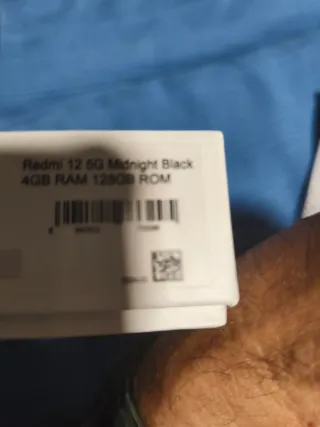 Redmi 12 5G Midnight Black
4GB RAM 128GB ROM